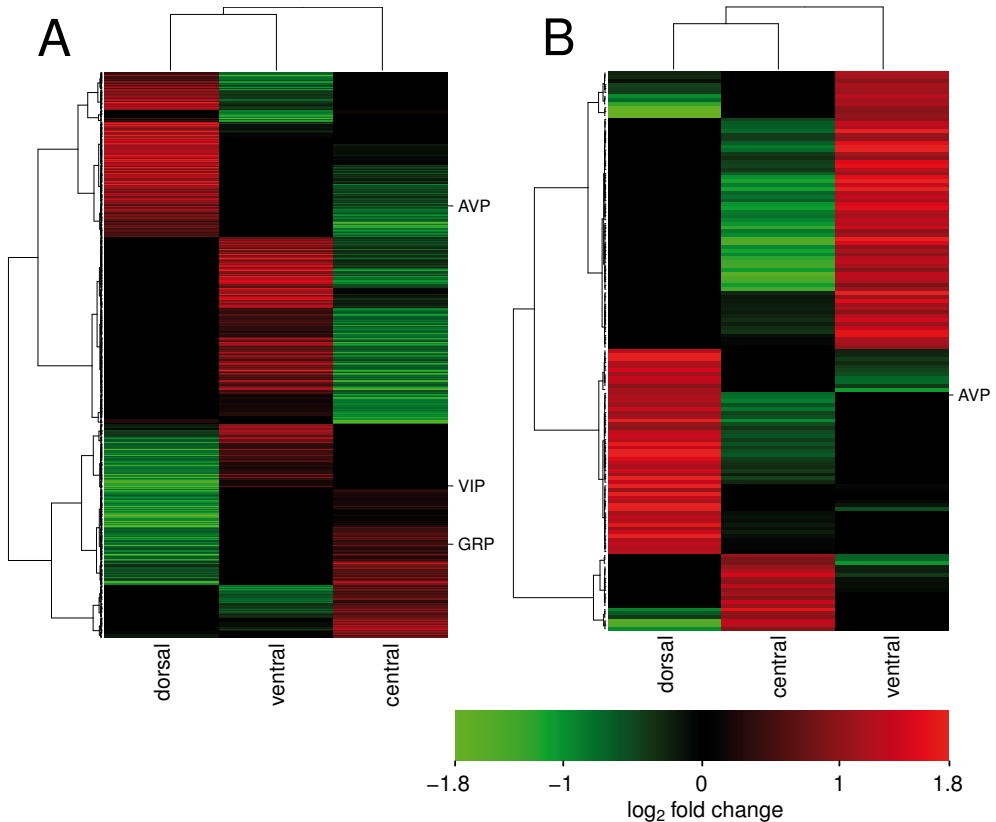 A
B
AVP
VIP
GRP
AVP
dorsal
ventral
central
dorsal
central
ventral
−1.8 −1 0 1 1.8
log2 fold change